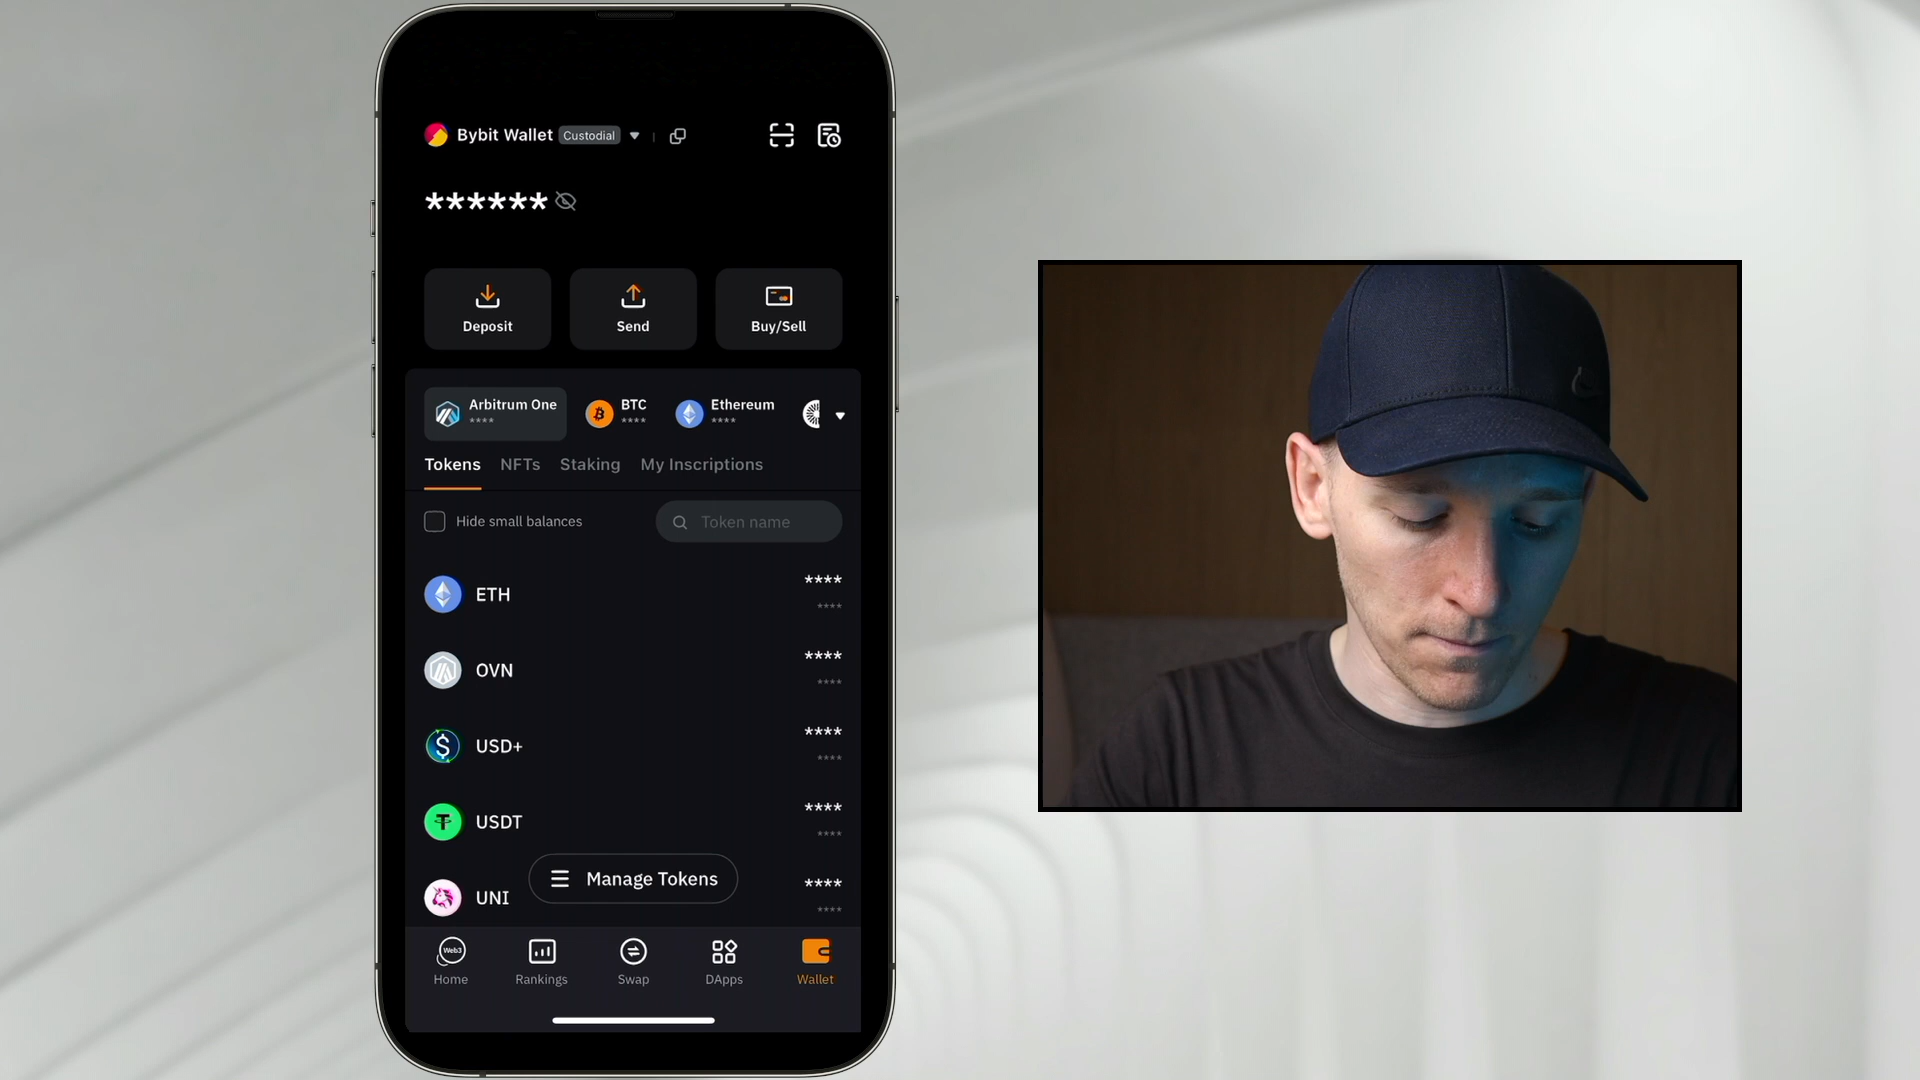 Bybit Wallet Custodial
******
Deposit Send Buy/Sell
Arbitrum One BTC Ethereum
**** **** ****
Tokens NFTs Staking My Inscriptions
Hide small balances Token name
ETH ****
****
OVN ****
****
USD+ ****
****
USDT ****
****
Manage Tokens
UNI ****
****
Web3
Home Rankings Swap DApps Wallet